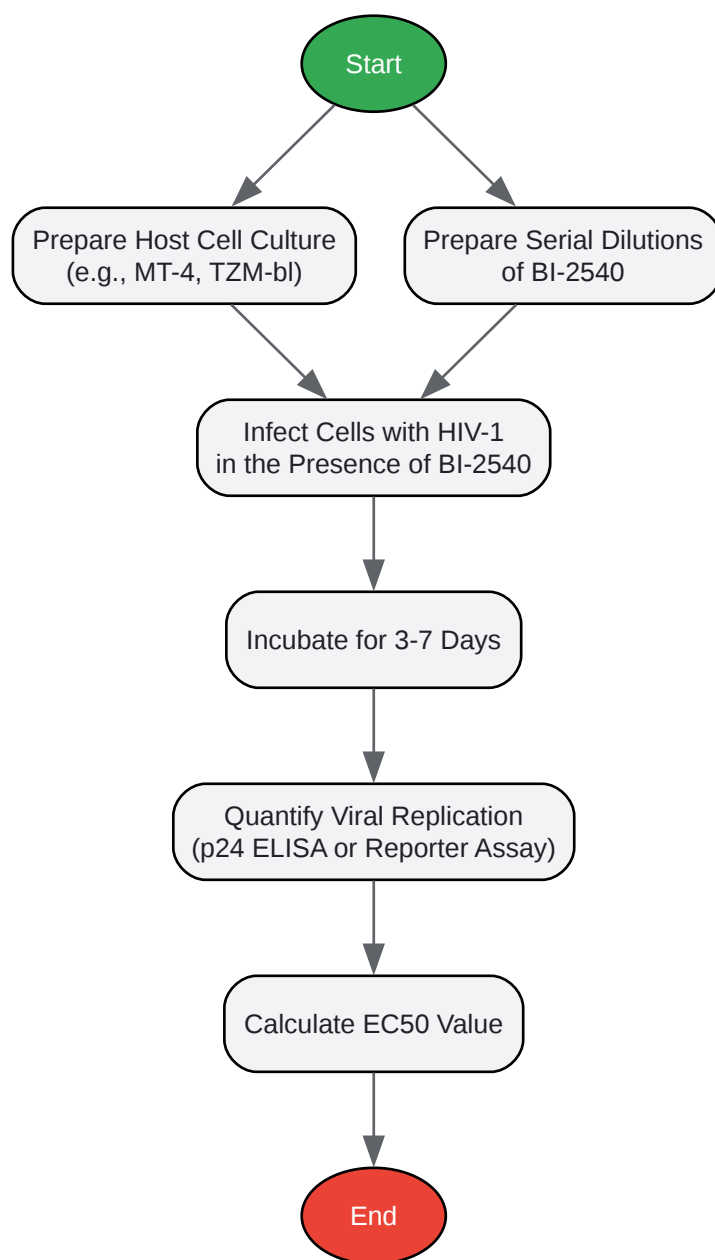 Start
Prepare Host Cell Culture
(e.g., MT-4, TZM-bl)
Prepare Serial Dilutions
of BI-2540
Infect Cells with HIV-1
in the Presence of BI-2540
Incubate for 3-7 Days
Quantify Viral Replication
(p24 ELISA or Reporter Assay)
Calculate EC50 Value
End